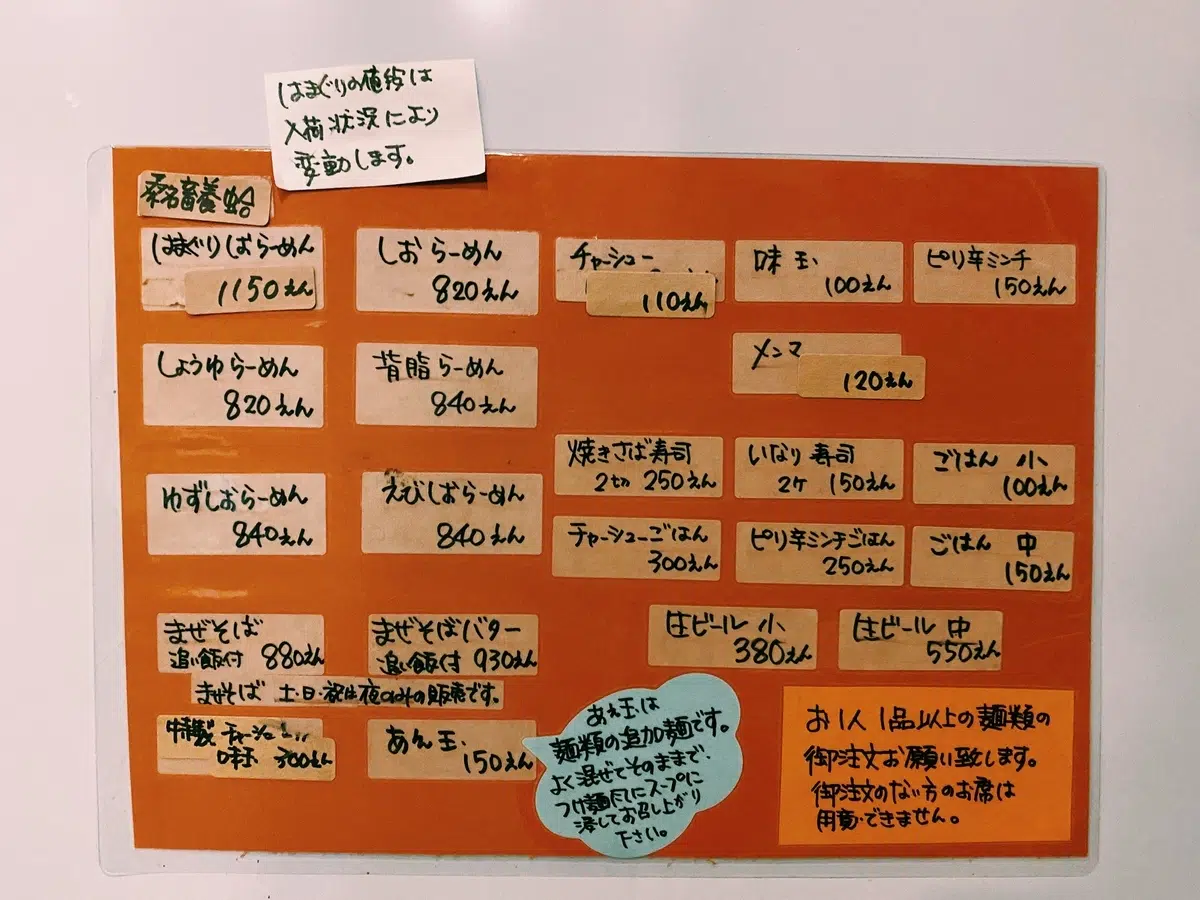 はまぐりの値段は
入荷状況により
変動します。
桑名畜養蛤
はまぐりしおらーめん
1150えん
しおらーめん
820えん
チャーシュー
110えん
味玉
100えん
ピリ辛ミンチ
150えん
しょうゆらーめん
820えん
背脂らーめん
840えん
メンマ
120えん
ゆずしおらーめん
840えん
えびしおらーめん
840えん
焼きさば寿司
2切 250えん
いなり寿司
2ケ 150えん
ごはん 小
100えん
チャーシューごはん
300えん
ピリ辛ミンチごはん
250えん
ごはん 中
150えん
まぜそば
追い飯付 880えん
まぜそばバター
追い飯付 930えん
まぜそば 土・日・祝は夜のみの販売です。
生ビール 小
380えん
生ビール 中
550えん
特製 チャーシュー
味玉 300えん
あえ玉
150えん
あえ玉は
麺類の追加麺です。
よく混ぜてそのままで、
つけ麺風にスープに
浸してお召し上がり
下さい。
お1人1品以上の麺類の
御注文お願い致します。
御注文のない方のお席は
用意できません。